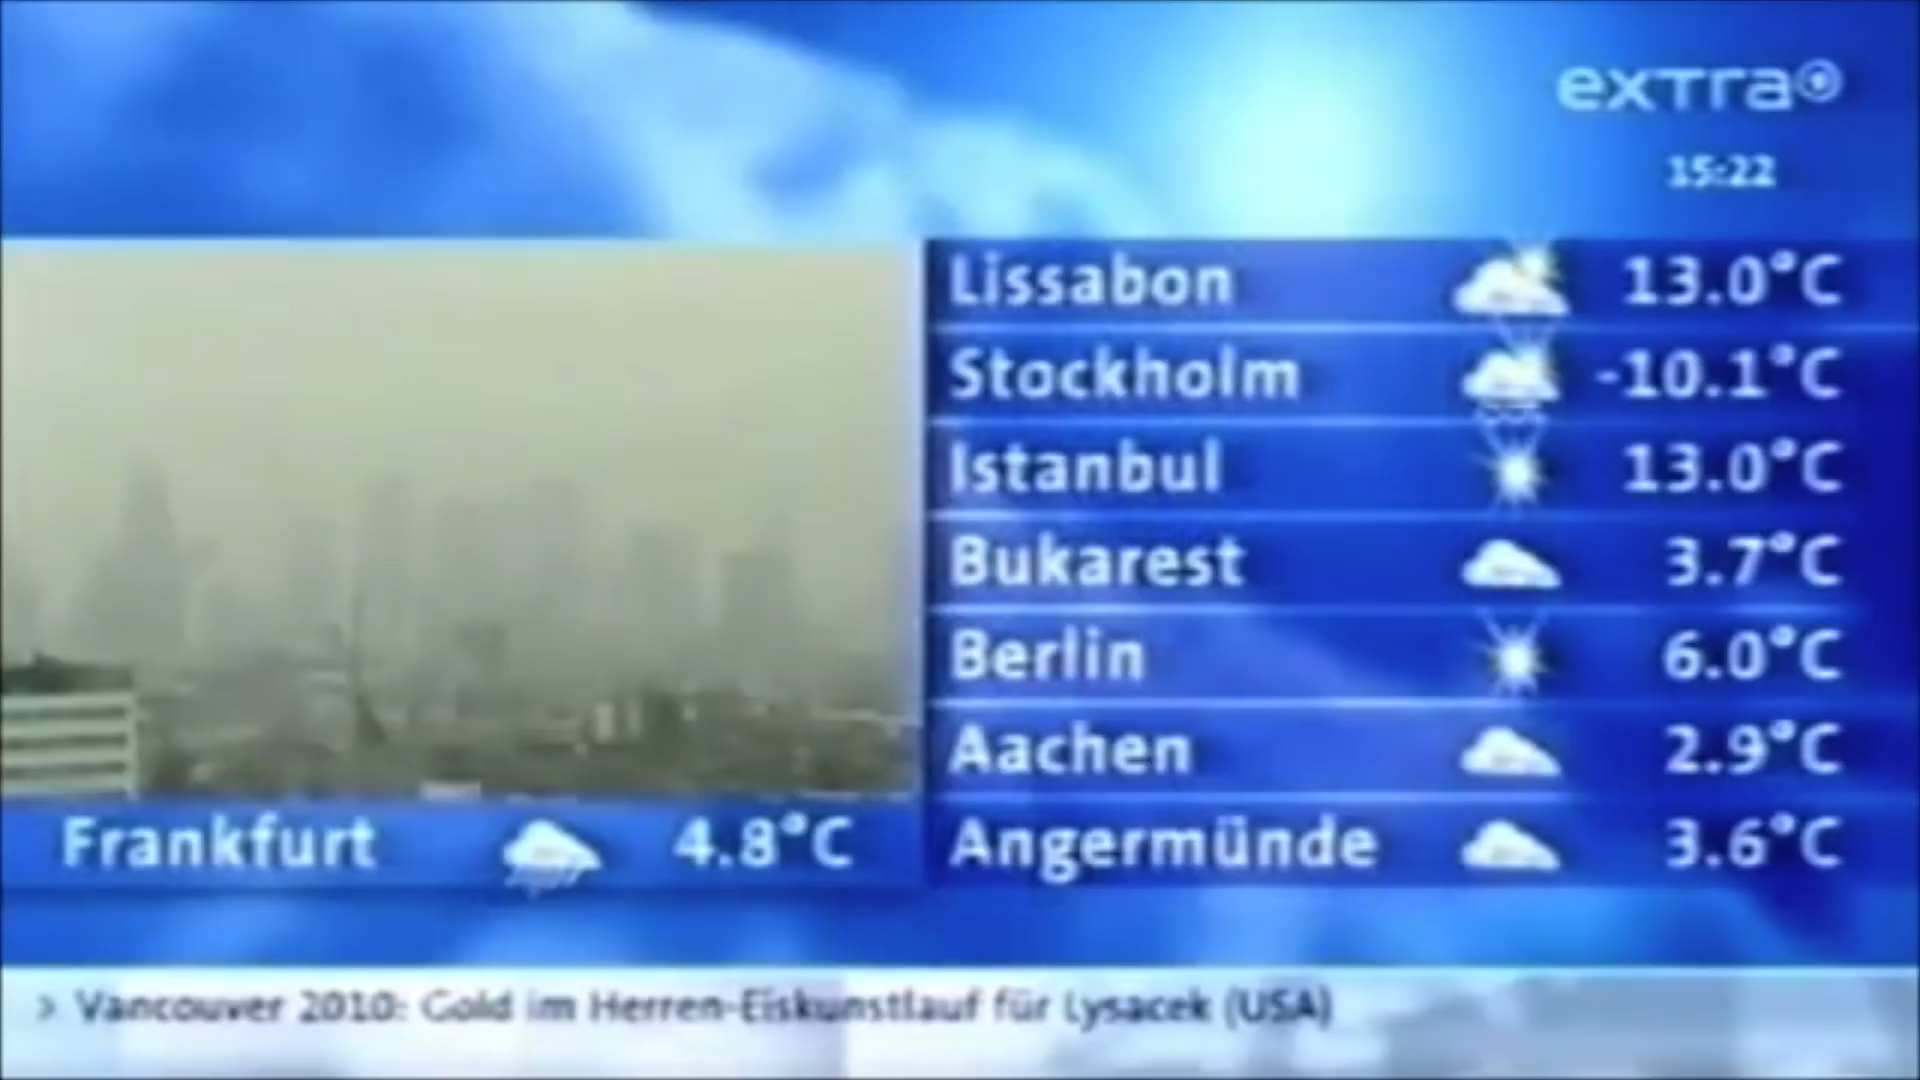 extra
15:22
Lissabon 13.0°C
Stockholm -10.1°C
Istanbul 13.0°C
Bukarest 3.7°C
Berlin 6.0°C
Aachen 2.9°C
Angermünde 3.6°C
Frankfurt 4.8°C
> Vancouver 2010: Gold im Herren-Eiskunstlauf für Lysacek (USA)